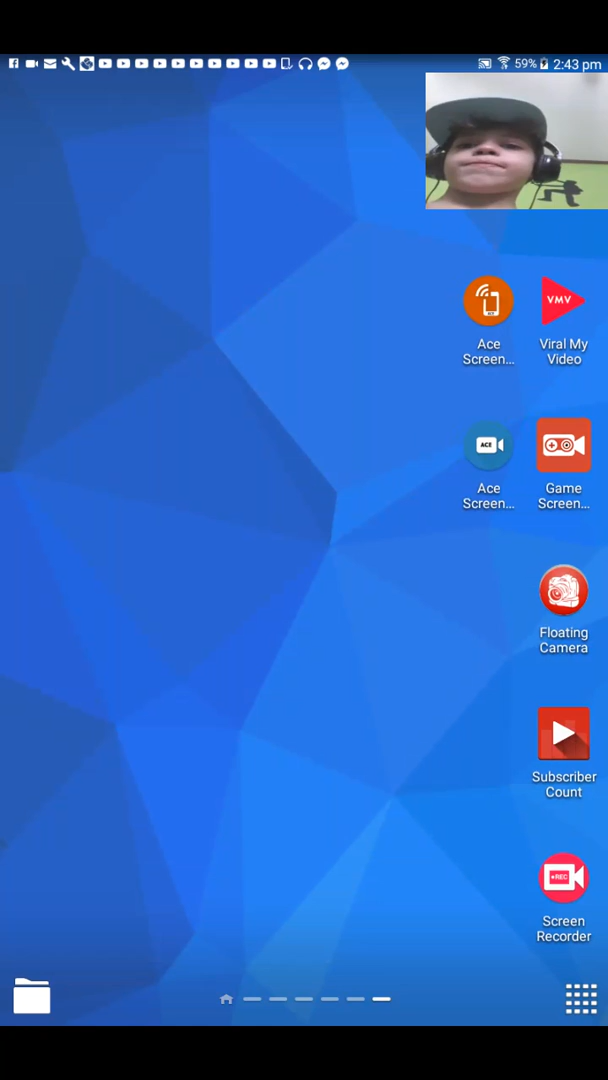 59% 2:43 pm
ACE
VMV
Ace
Screen...
Viral My
Video
ACE
Ace
Screen...
Game
Screen...
Floating
Camera
Subscriber
Count
REC
Screen
Recorder